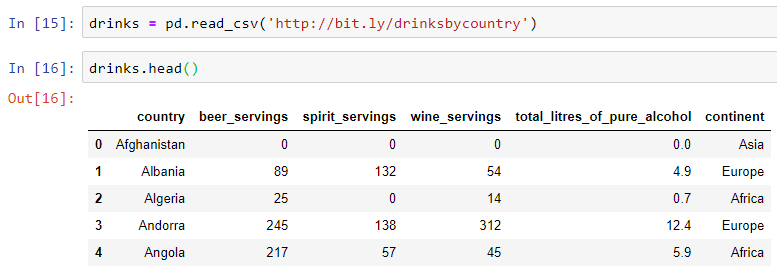 In [15]: drinks = pd.read_csv('http://bit.ly/drinksbycountry')
In [16]: drinks.head()
Out[16]:
country beer_servings spirit_servings wine_servings total_litres_of_pure_alcohol continent
0 Afghanistan 0 0 0 0.0 Asia
1 Albania 89 132 54 4.9 Europe
2 Algeria 25 0 14 0.7 Africa
3 Andorra 245 138 312 12.4 Europe
4 Angola 217 57 45 5.9 Africa